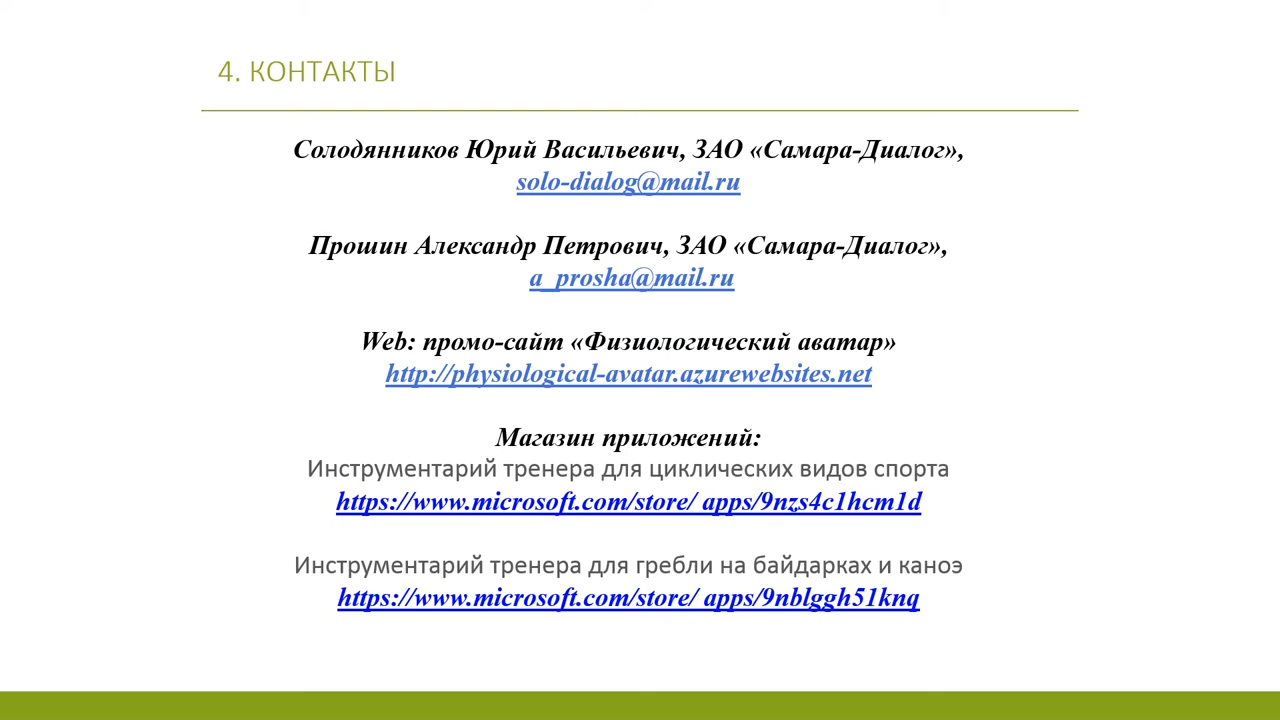 4. КОНТАКТЫ
Солодянников Юрий Васильевич, ЗАО «Самара-Диалог»,
solo-dialog@mail.ru
Прошин Александр Петрович, ЗАО «Самара-Диалог»,
a_prosha@mail.ru
Web: промо-сайт «Физиологический аватар»
http://physiological-avatar.azurewebsites.net
Магазин приложений:
Инструментарий тренера для циклических видов спорта
https://www.microsoft.com/store/ apps/9nzs4c1hcm1d
Инструментарий тренера для гребли на байдарках и каноэ
https://www.microsoft.com/store/ apps/9nblggh51knq